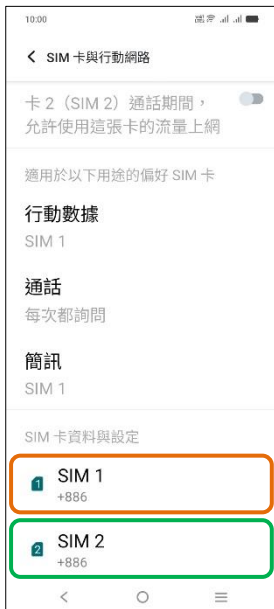 10:00
SIM 卡與行動網路
卡 2（SIM 2）通話期間，
允許使用這張卡的流量上網
適用於以下用途的偏好 SIM 卡
行動數據
SIM 1
通話
每次都詢問
簡訊
SIM 1
SIM 卡資料與設定
1 SIM 1
+886
2 SIM 2
+886